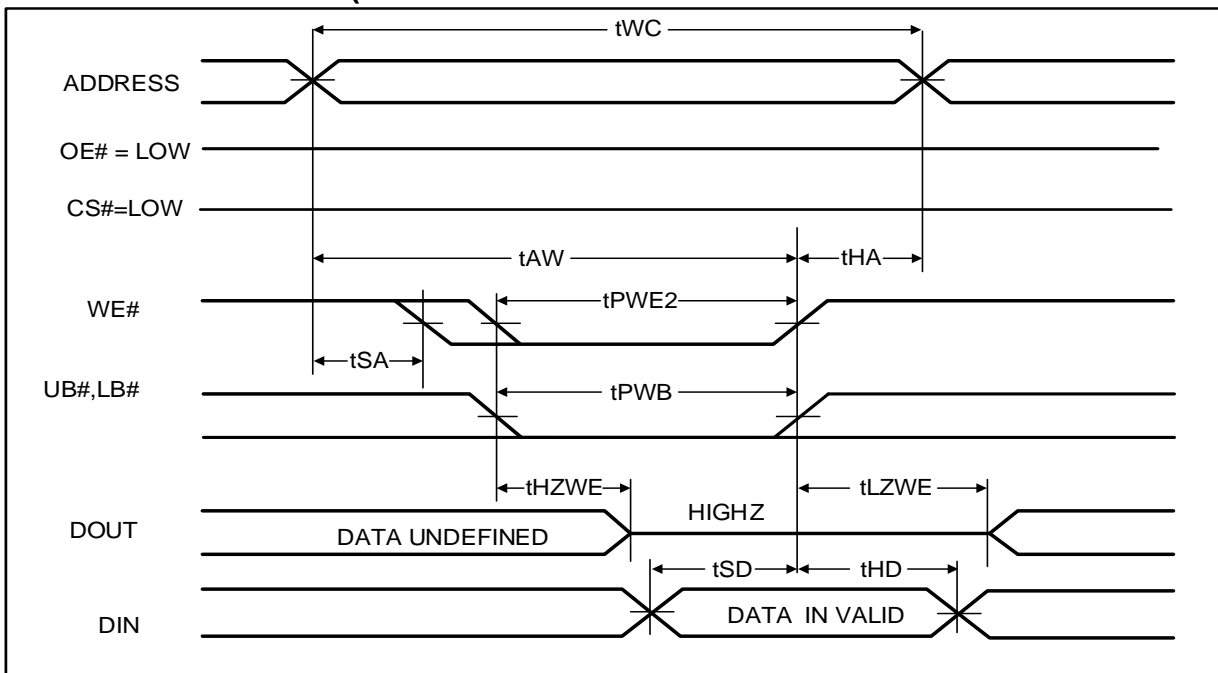 tWC
ADDRESS
OE# = LOW
CS#=LOW
tAW
tHA
WE#
tPWE2
tSA
UB#,LB#
tPWB
tHZWE
tLZWE
DOUT
DATA UNDEFINED
HIGHZ
tSD
tHD
DIN
DATA IN VALID